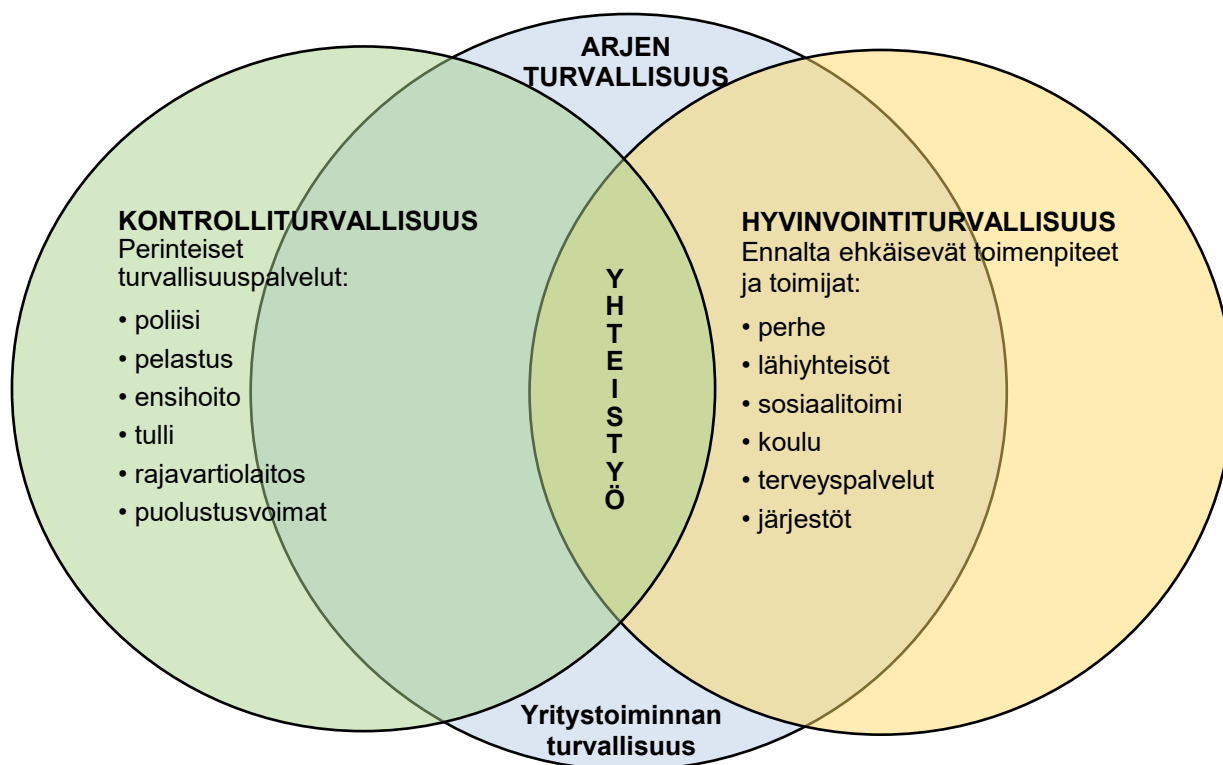 ARJEN
TURVALLISUUS
KONTROLLITURVALLISUUS
Perinteiset
turvallisuuspalvelut:
• poliisi
• pelastus
• ensihoito
• tulli
• rajavartiolaitos
• puolustusvoimat
Y
H
T
E
I
S
T
Y
Ö
HYVINVOINTITURVALLISUUS
Ennalta ehkäisevät toimenpiteet
ja toimijat:
• perhe
• lähiyhteisöt
• sosiaalitoimi
• koulu
• terveyspalvelut
• järjestöt
Yritystoiminnan
turvallisuus